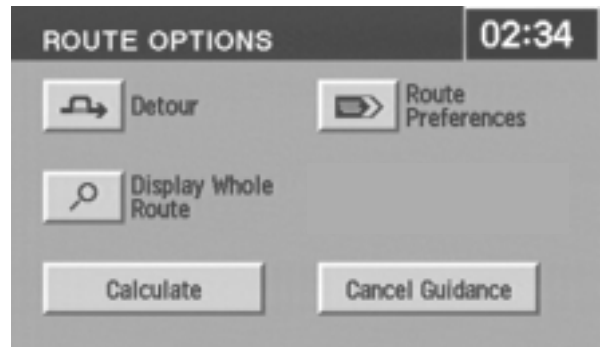 ROUTE OPTIONS
02:34
Detour
Route
Preferences
Display Whole
Route
Calculate
Cancel Guidance